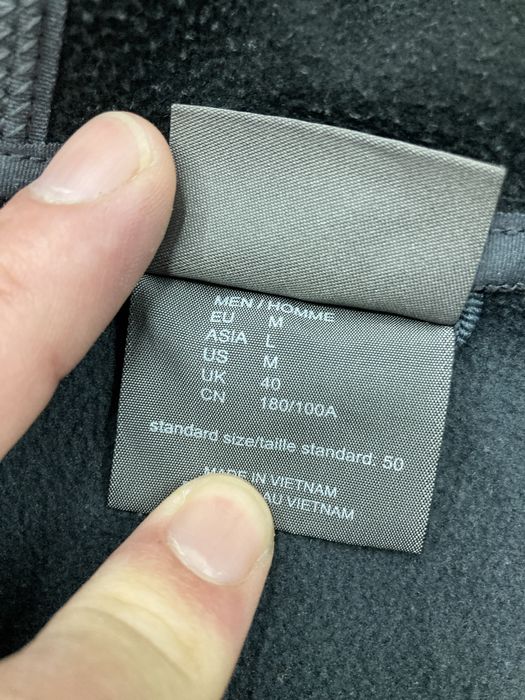 MEN / HOMME
EU M
ASIA L
US M
UK 40
CN 180/100A
standard size/taille standard: 50
MADE IN VIETNAM
AU VIETNAM